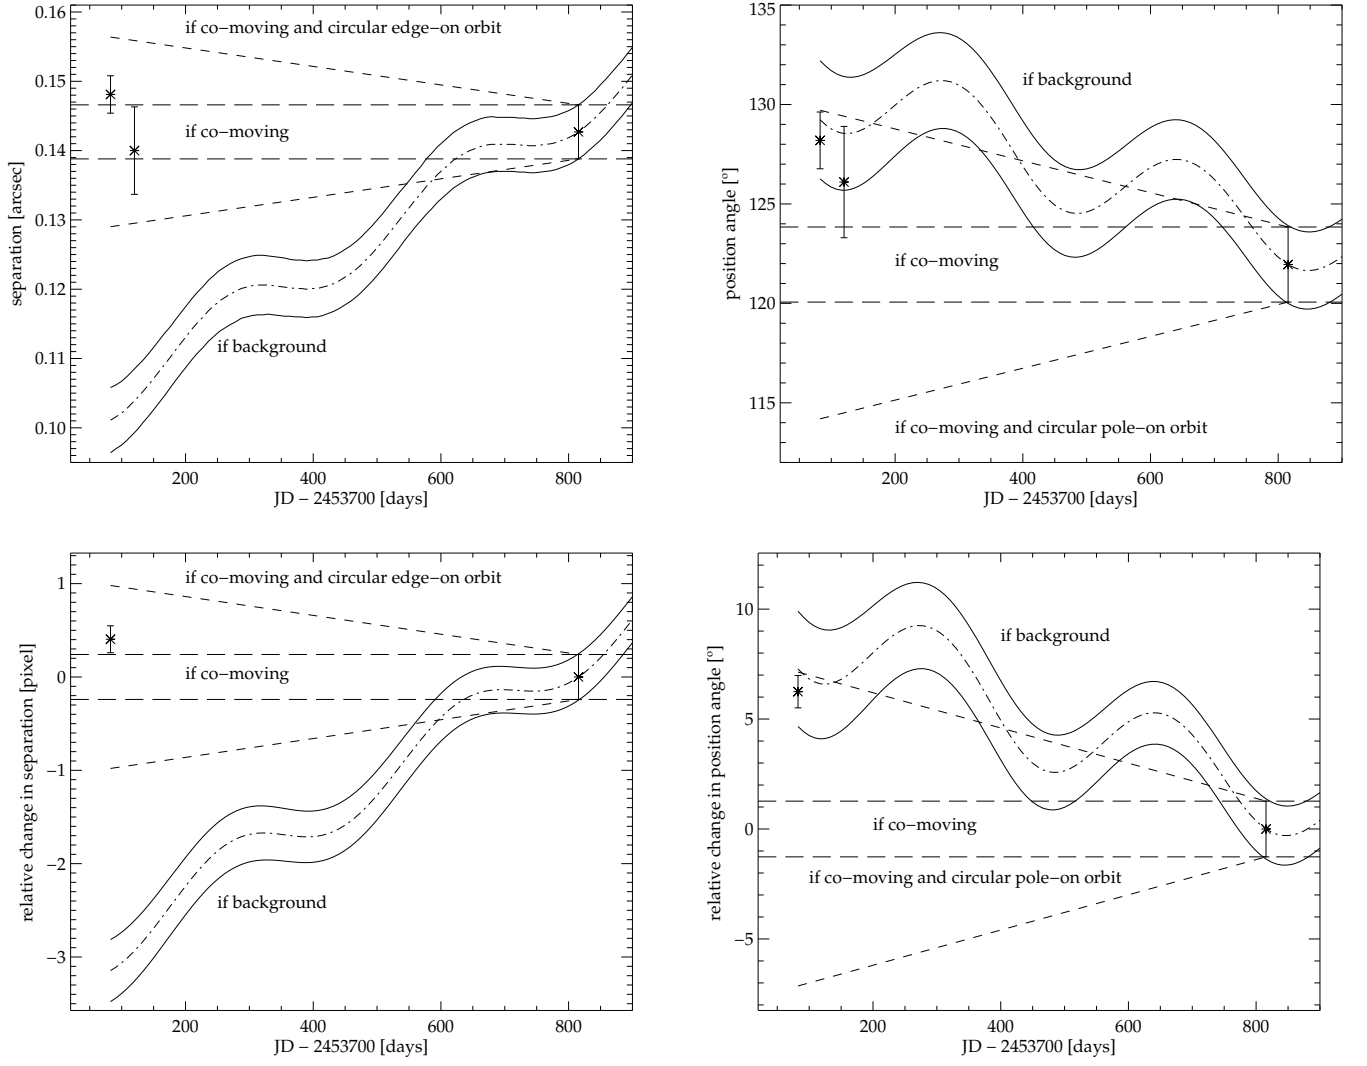 0.16
0.15
0.14
0.13
0.12
0.11
0.10
separation [arcsec]
if co−moving and circular edge−on orbit
if co−moving
if background
200
400
600
800
JD − 2453700 [days]
135
130
125
120
115
position angle [°]
if background
if co−moving
if co−moving and circular pole−on orbit
200
400
600
800
JD − 2453700 [days]
1
0
−1
−2
−3
relative change in separation [pixel]
if co−moving and circular edge−on orbit
if co−moving
if background
200
400
600
800
JD − 2453700 [days]
10
5
0
−5
relative change in position angle [°]
if background
if co−moving
if co−moving and circular pole−on orbit
200
400
600
800
JD − 2453700 [days]